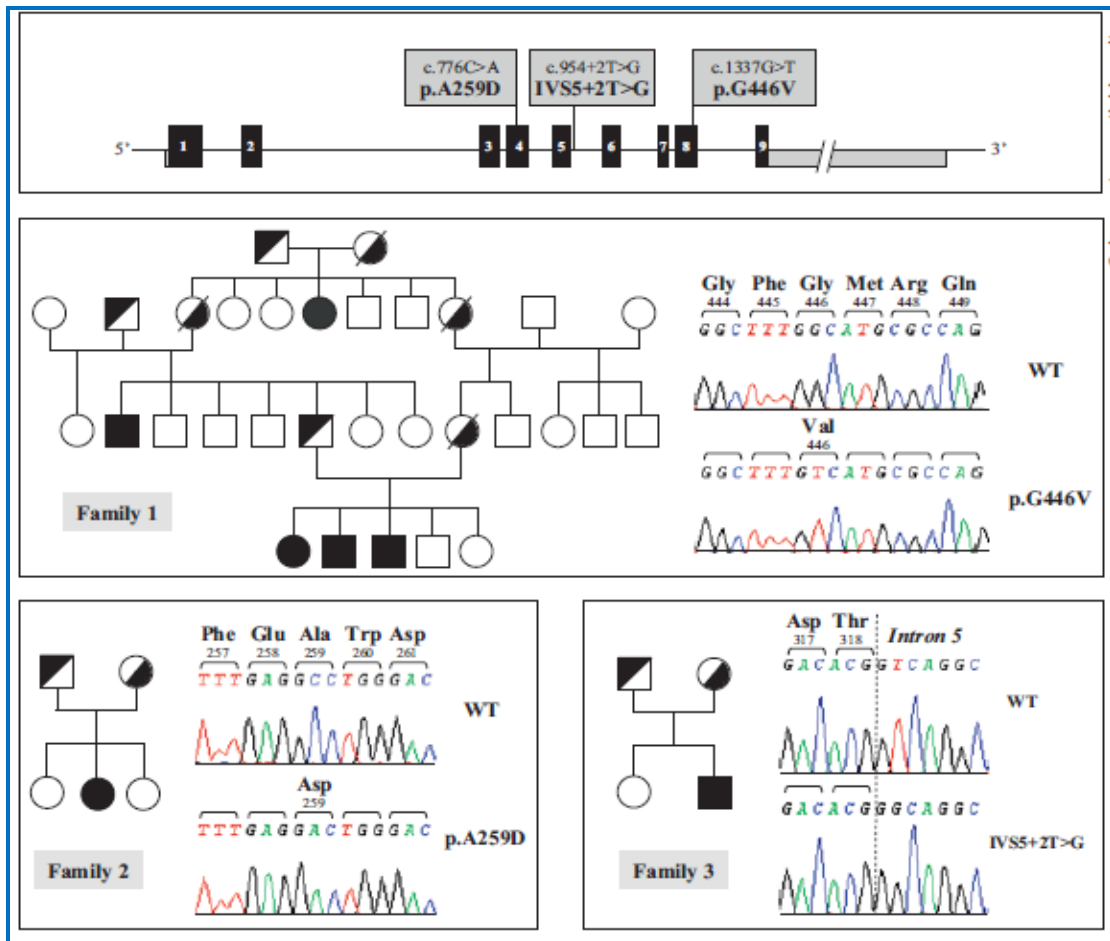 c.776C>A
p.A259D
c.954+2T>G
IVS5+2T>G
c.1337G>T
p.G446V
5' 1 2 3 4 5 6 7 8 9 3'
Family 1
Gly Phe Gly Met Arg Gln
444 445 446 447 448 449
G G C T T T G G C A T G C G C C A G
WT
Val
446
G G C T T T G T C A T G C G C C A G
p.G446V
Family 2
Phe Glu Ala Trp Asp
257 258 259 260 261
T T T G A G G C C T G G G A C
WT
Asp
259
T T T G A G G A C T G G G A C
p.A259D
Family 3
Asp Thr Intron 5
317 318
G A C A C G G T C A G G C
WT
G A C A C G G G C A G G C
IVS5+2T>G